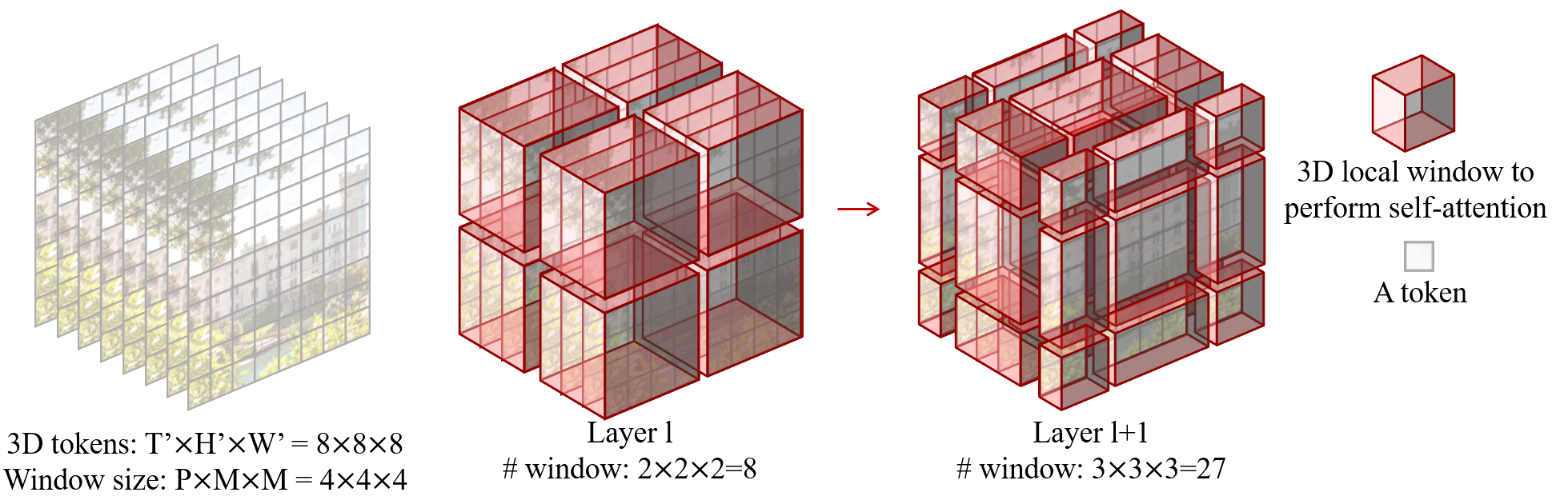 3D tokens: T’×H’×W’ = 8×8×8
Window size: P×M×M = 4×4×4
Layer l
# window: 2×2×2=8
Layer l+1
# window: 3×3×3=27
3D local window to
perform self-attention
A token